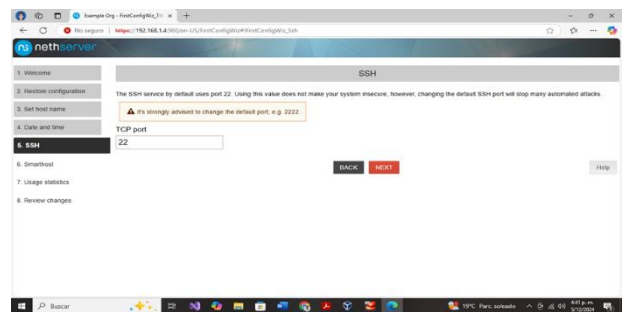 Example Org - FirstConfigWiz_
No seguro
https://192.168.1.4:980/en-US/FirstConfigWiz#!FirstConfigWiz_Ssh
nethserver
1. Welcome
SSH
2. Restore configuration
The SSH service by default uses port 22. Using this value does not make your system insecure, however, changing the default SSH port will stop many automated attacks.
3. Set host name
It's strongly advised to change the default port, e.g. 2222.
4. Date and time
TCP port
5. SSH
22
6. Smarthost
BACK NEXT
Help
7. Usage statistics
8. Review changes
Buscar
19°C Parc. soleado
4:41 p. m.
5/12/2024